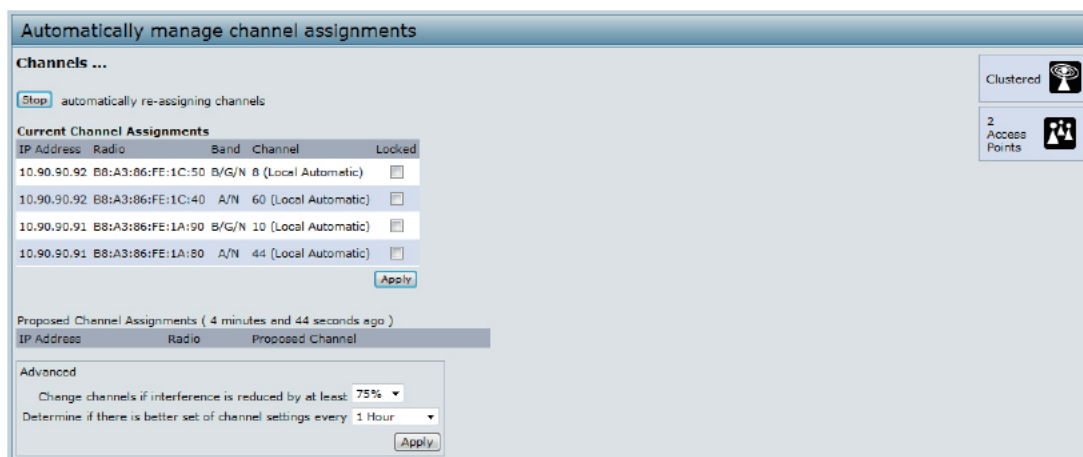 Automatically manage channel assignments
Channels ...
Clustered
Stop automatically re-assigning channels
2
Access
Points
Current Channel Assignments
IP Address Radio Band Channel Locked
10.90.90.92 B8:A3:86:FE:1C:50 B/G/N 8 (Local Automatic)
10.90.90.92 B8:A3:86:FE:1C:40 A/N 60 (Local Automatic)
10.90.90.91 B8:A3:86:FE:1A:90 B/G/N 10 (Local Automatic)
10.90.90.91 B8:A3:86:FE:1A:80 A/N 44 (Local Automatic)
Apply
Proposed Channel Assignments ( 4 minutes and 44 seconds ago )
IP Address Radio Proposed Channel
Advanced
Change channels if interference is reduced by at least 75%
Determine if there is better set of channel settings every 1 Hour
Apply